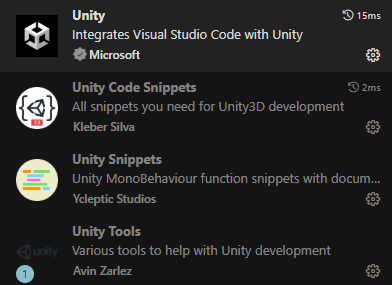 Unity 15ms
Integrates Visual Studio Code with Unity
Microsoft
Unity Code Snippets 2ms
All snippets you need for Unity3D development
Kleber Silva
Unity Snippets
Unity MonoBehaviour function snippets with docum...
Ycleptic Studios
Unity Tools
unity
Various tools to help with Unity development
1
Avin Zarlez